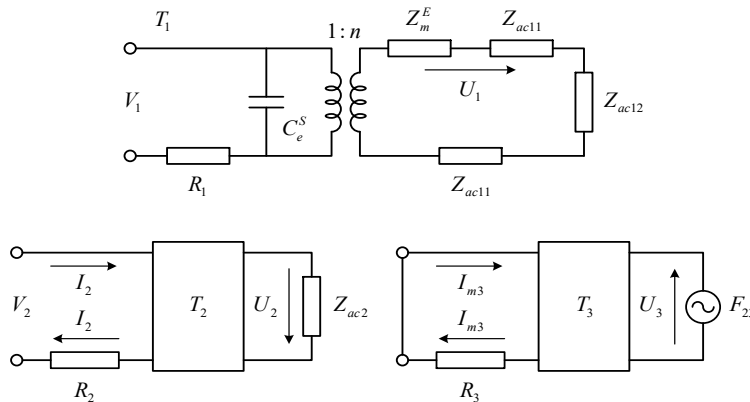 T₁
1:n
Z_m^E
Z_ac11
V₁
C_e^S
U₁
Z_ac12
R₁
Z_ac11
I₂
I_m3
V₂
T₂
U₂
Z_ac2
T₃
U₃
I₂
I_m3
R₂
R₃